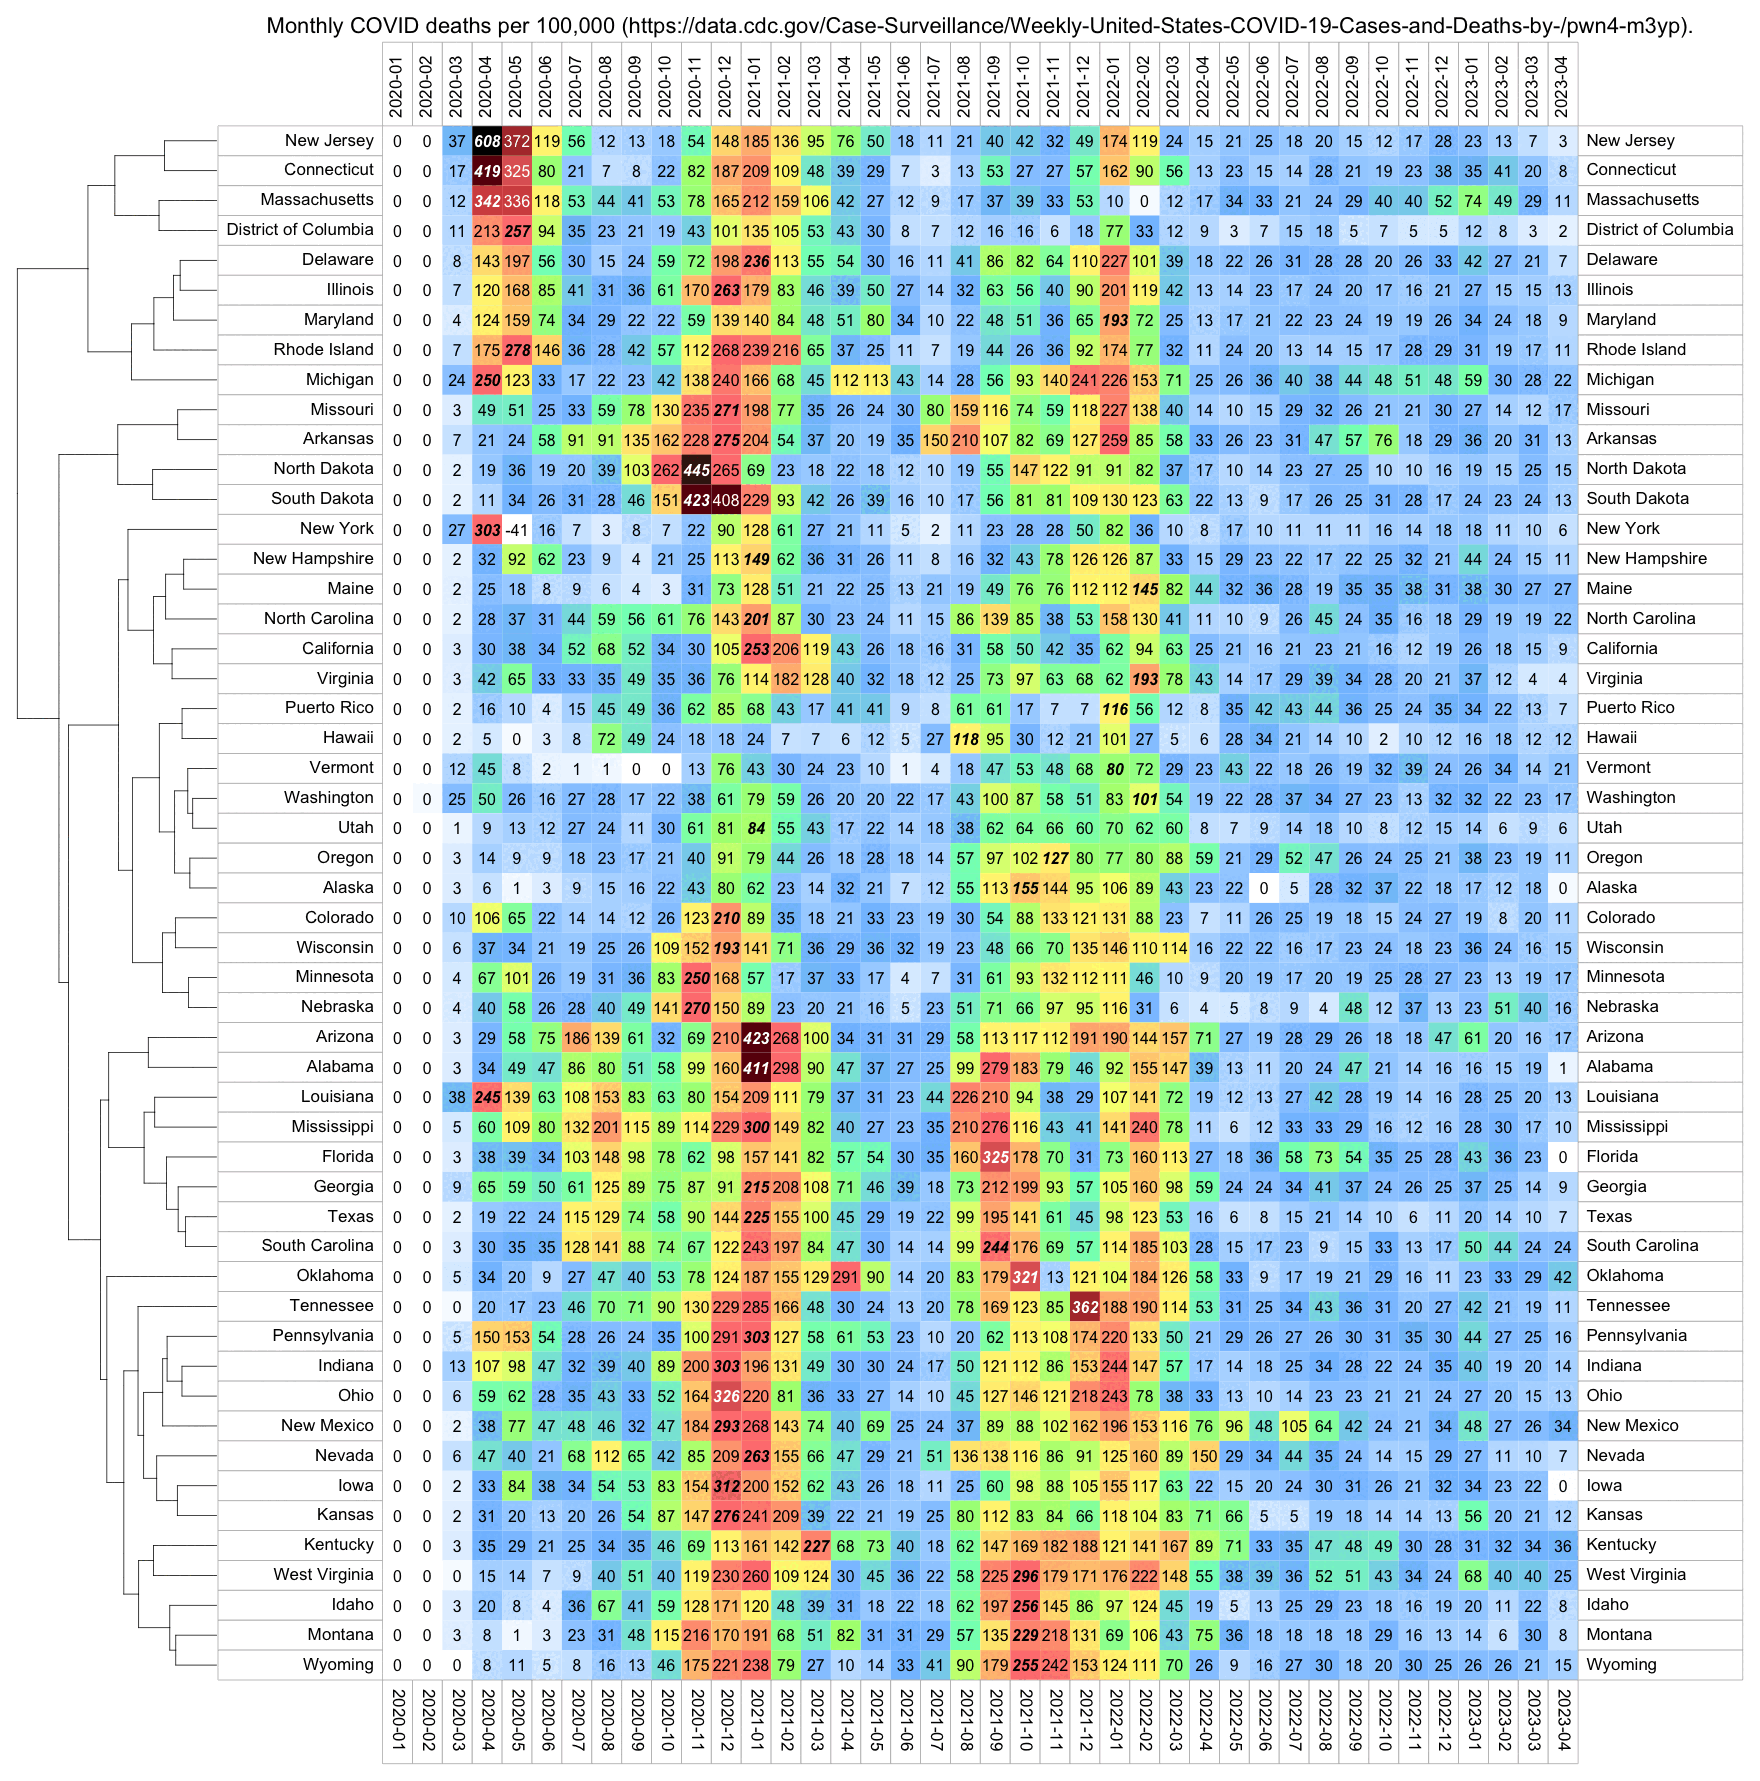 Monthly COVID deaths per 100,000 (https://data.cdc.gov/Case-Surveillance/Weekly-United-States-COVID-19-Cases-and-Deaths-by-/pwn4-m3yp).
2020-01 2020-02 2020-03 2020-04 2020-05 2020-06 2020-07 2020-08 2020-09 2020-10 2020-11 2020-12 2021-01 2021-02 2021-03 2021-04 2021-05 2021-06 2021-07 2021-08 2021-09 2021-10 2021-11 2021-12 2022-01 2022-02 2022-03 2022-04 2022-05 2022-06 2022-07 2022-08 2022-09 2022-10 2022-11 2022-12 2023-01 2023-02 2023-03 2023-04
New Jersey 0 0 37 608 372 119 56 12 13 18 54 148 185 136 95 76 50 18 11 21 40 42 32 49 174 119 24 15 21 25 18 20 15 12 17 28 23 13 7 3 New Jersey
Connecticut 0 0 17 419 325 80 21 7 8 22 82 187 209 109 48 39 29 7 3 13 53 27 27 57 162 90 56 13 23 15 14 28 21 19 23 38 35 41 20 8 Connecticut
Massachusetts 0 0 12 342 336 118 53 44 41 53 78 165 212 159 106 42 27 12 9 17 37 39 33 53 10 0 12 17 34 33 21 24 29 40 40 52 74 49 29 11 Massachusetts
District of Columbia 0 0 11 213 257 94 35 23 21 19 43 101 135 105 53 43 30 8 7 12 16 16 6 18 77 33 12 9 3 7 15 18 5 7 5 5 12 8 3 2 District of Columbia
Delaware 0 0 8 143 197 56 30 15 24 59 72 198 236 113 55 54 30 16 11 41 86 82 64 110 227 101 39 18 22 26 31 28 28 20 26 33 42 27 21 7 Delaware
Illinois 0 0 7 120 168 85 41 31 36 61 170 263 179 83 46 39 50 27 14 32 63 56 40 90 201 119 42 13 14 23 17 24 20 17 16 21 27 15 15 13 Illinois
Maryland 0 0 4 124 159 74 34 29 22 22 59 139 140 84 48 51 80 34 10 22 48 51 36 65 193 72 25 13 17 21 22 23 24 19 19 26 34 24 18 9 Maryland
Rhode Island 0 0 7 175 278 146 36 28 42 57 112 268 239 216 65 37 25 11 7 19 44 26 36 92 174 77 32 11 24 20 13 14 15 17 28 29 31 19 17 11 Rhode Island
Michigan 0 0 24 250 123 33 17 22 23 42 138 240 166 68 45 112 113 43 14 28 56 93 140 241 226 153 71 25 26 36 40 38 44 48 51 48 59 30 28 22 Michigan
Missouri 0 0 3 49 51 25 33 59 78 130 235 271 198 77 35 26 24 30 80 159 116 74 59 118 227 138 40 14 10 15 29 32 26 21 21 30 27 14 12 17 Missouri
Arkansas 0 0 7 21 24 58 91 91 135 162 228 275 204 54 37 20 19 35 150 210 107 82 69 127 259 85 58 33 26 23 31 47 57 76 18 29 36 20 31 13 Arkansas
North Dakota 0 0 2 19 36 19 20 39 103 262 445 265 69 23 18 22 18 12 10 19 55 147 122 91 91 82 37 17 10 14 23 27 25 10 10 16 19 15 25 15 North Dakota
South Dakota 0 0 2 11 34 26 31 28 46 151 423 408 229 93 42 26 39 16 10 17 56 81 81 109 130 123 63 22 13 9 17 26 25 31 28 17 24 23 24 13 South Dakota
New York 0 0 27 303 -41 16 7 3 8 7 22 90 128 61 27 21 11 5 2 11 23 28 28 50 82 36 10 8 17 10 11 11 11 16 14 18 18 11 10 6 New York
New Hampshire 0 0 2 32 92 62 23 9 4 21 25 113 149 62 36 31 26 11 8 16 32 43 78 126 126 87 33 15 29 23 22 17 22 25 32 21 44 24 15 11 New Hampshire
Maine 0 0 2 25 18 8 9 6 4 3 31 73 128 51 21 22 25 13 21 19 49 76 76 112 112 145 82 44 32 36 28 19 35 35 38 31 38 30 27 27 Maine
North Carolina 0 0 2 28 37 31 44 59 56 61 76 143 201 87 30 23 24 11 15 86 139 85 38 53 158 130 41 11 10 9 26 45 24 35 16 18 29 19 19 22 North Carolina
California 0 0 3 30 38 34 52 68 52 34 30 105 253 206 119 43 26 18 16 31 58 50 42 35 62 94 63 25 21 16 21 23 21 16 12 19 26 18 15 9 California
Virginia 0 0 3 42 65 33 33 35 49 35 36 76 114 182 128 40 32 18 12 25 73 97 63 68 62 193 78 43 14 17 29 39 34 28 20 21 37 12 4 4 Virginia
Puerto Rico 0 0 2 16 10 4 15 45 49 36 62 85 68 43 17 41 41 9 8 61 61 17 7 7 116 56 12 8 35 42 43 44 36 25 24 35 34 22 13 7 Puerto Rico
Hawaii 0 0 2 5 0 3 8 72 49 24 18 18 24 7 7 6 12 5 27 118 95 30 12 21 101 27 5 6 28 34 21 14 10 2 10 12 16 18 12 12 Hawaii
Vermont 0 0 12 45 8 2 1 1 0 0 13 76 43 30 24 23 10 1 4 18 47 53 48 68 80 72 29 23 43 22 18 26 19 32 39 24 26 34 14 21 Vermont
Washington 0 0 25 50 26 16 27 28 17 22 38 61 79 59 26 20 20 22 17 43 100 87 58 51 83 101 54 19 22 28 37 34 27 23 13 32 32 22 23 17 Washington
Utah 0 0 1 9 13 12 27 24 11 30 61 81 84 55 43 17 22 14 18 38 62 64 66 60 70 62 60 8 7 9 14 18 10 8 12 15 14 6 9 6 Utah
Oregon 0 0 3 14 9 9 18 23 17 21 40 91 79 44 26 18 28 18 14 57 97 102 127 80 77 80 88 59 21 29 52 47 26 24 25 21 38 23 19 11 Oregon
Alaska 0 0 3 6 1 3 9 15 16 22 43 80 62 23 14 32 21 7 12 55 113 155 144 95 106 89 43 23 22 0 5 28 32 37 22 18 17 12 18 0 Alaska
Colorado 0 0 10 106 65 22 14 14 12 26 123 210 89 35 18 21 33 23 19 30 54 88 133 121 131 88 23 7 11 26 25 19 18 15 24 27 19 8 20 11 Colorado
Wisconsin 0 0 6 37 34 21 19 25 26 109 152 193 141 71 36 29 36 32 19 23 48 66 70 135 146 110 114 16 22 22 16 17 23 24 18 23 36 24 16 15 Wisconsin
Minnesota 0 0 4 67 101 26 19 31 36 83 250 168 57 17 37 33 17 4 7 31 61 93 132 112 111 46 10 9 20 19 17 20 19 25 28 27 23 13 19 17 Minnesota
Nebraska 0 0 4 40 58 26 28 40 49 141 270 150 89 23 20 21 16 5 23 51 71 66 97 95 116 31 6 4 5 8 9 4 48 12 37 13 23 51 40 16 Nebraska
Arizona 0 0 3 29 58 75 186 139 61 32 69 210 423 268 100 34 31 31 29 58 113 117 112 191 190 144 157 71 27 19 28 29 26 18 18 47 61 20 16 17 Arizona
Alabama 0 0 3 34 49 47 86 80 51 58 99 160 411 298 90 47 37 27 25 99 279 183 79 46 92 155 147 39 13 11 20 24 47 21 14 16 16 15 19 1 Alabama
Louisiana 0 0 38 245 139 63 108 153 83 63 80 154 209 111 79 37 31 23 44 226 210 94 38 29 107 141 72 19 12 13 27 42 28 19 14 16 28 25 20 13 Louisiana
Mississippi 0 0 5 60 109 80 132 201 115 89 114 229 300 149 82 40 27 23 35 210 276 116 43 41 141 240 78 11 6 12 33 33 29 16 12 16 28 30 17 10 Mississippi
Florida 0 0 3 38 39 34 103 148 98 78 62 98 157 141 82 57 54 30 35 160 325 178 70 31 73 160 113 27 18 36 58 73 54 35 25 28 43 36 23 0 Florida
Georgia 0 0 9 65 59 50 61 125 89 75 87 91 215 208 108 71 46 39 18 73 212 199 93 57 105 160 98 59 24 24 34 41 37 24 26 25 37 25 14 9 Georgia
Texas 0 0 2 19 22 24 115 129 74 58 90 144 225 155 100 45 29 19 22 99 195 141 61 45 98 123 53 16 6 8 15 21 14 10 6 11 20 14 10 7 Texas
South Carolina 0 0 3 30 35 35 128 141 88 74 67 122 243 197 84 47 30 14 14 99 244 176 69 57 114 185 103 28 15 17 23 9 15 33 13 17 50 44 24 24 South Carolina
Oklahoma 0 0 5 34 20 9 27 47 40 53 78 124 187 155 129 291 90 14 20 83 179 321 13 121 104 184 126 58 33 9 17 19 21 29 16 11 23 33 29 42 Oklahoma
Tennessee 0 0 0 20 17 23 46 70 71 90 130 229 285 166 48 30 24 13 20 78 169 123 85 362 188 190 114 53 31 25 34 43 36 31 20 27 42 21 19 11 Tennessee
Pennsylvania 0 0 5 150 153 54 28 26 24 35 100 291 303 127 58 61 53 23 10 20 62 113 108 174 220 133 50 21 29 26 27 26 30 31 35 30 44 27 25 16 Pennsylvania
Indiana 0 0 13 107 98 47 32 39 40 89 200 303 196 131 49 30 30 24 17 50 121 112 86 153 244 147 57 17 14 18 25 34 28 22 24 35 40 19 20 14 Indiana
Ohio 0 0 6 59 62 28 35 43 33 52 164 326 220 81 36 33 27 14 10 45 127 146 121 218 243 78 38 33 13 10 14 23 23 21 21 24 27 20 15 13 Ohio
New Mexico 0 0 2 38 77 47 48 46 32 47 184 293 268 143 74 40 69 25 24 37 89 88 102 162 196 153 116 76 96 48 105 64 42 24 21 34 48 27 26 34 New Mexico
Nevada 0 0 6 47 40 21 68 112 65 42 85 209 263 155 66 47 29 21 51 136 138 116 86 91 125 160 89 150 29 34 44 35 24 14 15 29 27 11 10 7 Nevada
Iowa 0 0 2 33 84 38 34 54 53 83 154 312 200 152 62 43 26 18 11 25 60 98 88 105 155 117 63 22 15 20 24 30 31 26 21 32 34 23 22 0 Iowa
Kansas 0 0 2 31 20 13 20 26 54 87 147 276 241 209 39 22 21 19 25 80 112 83 84 66 118 104 83 71 66 5 5 19 18 14 14 13 56 20 21 12 Kansas
Kentucky 0 0 3 35 29 21 25 34 35 46 69 113 161 142 227 68 73 40 18 62 147 169 182 188 121 141 167 89 71 33 35 47 48 49 30 28 31 32 34 36 Kentucky
West Virginia 0 0 0 15 14 7 9 40 51 40 119 230 260 109 124 30 45 36 22 58 225 296 179 171 176 222 148 55 38 39 36 52 51 43 34 24 68 40 40 25 West Virginia
Idaho 0 0 3 20 8 4 36 67 41 59 128 171 120 48 39 31 18 22 18 62 197 256 145 86 97 124 45 19 5 13 25 29 23 18 16 19 20 11 22 8 Idaho
Montana 0 0 3 8 1 3 23 31 48 115 216 170 191 68 51 82 31 31 29 57 135 229 218 131 69 106 43 75 36 18 18 18 18 29 16 13 14 6 30 8 Montana
Wyoming 0 0 0 8 11 5 8 16 13 46 175 221 238 79 27 10 14 33 41 90 179 255 242 153 124 111 70 26 9 16 27 30 18 20 30 25 26 26 21 15 Wyoming
2020-01 2020-02 2020-03 2020-04 2020-05 2020-06 2020-07 2020-08 2020-09 2020-10 2020-11 2020-12 2021-01 2021-02 2021-03 2021-04 2021-05 2021-06 2021-07 2021-08 2021-09 2021-10 2021-11 2021-12 2022-01 2022-02 2022-03 2022-04 2022-05 2022-06 2022-07 2022-08 2022-09 2022-10 2022-11 2022-12 2023-01 2023-02 2023-03 2023-04